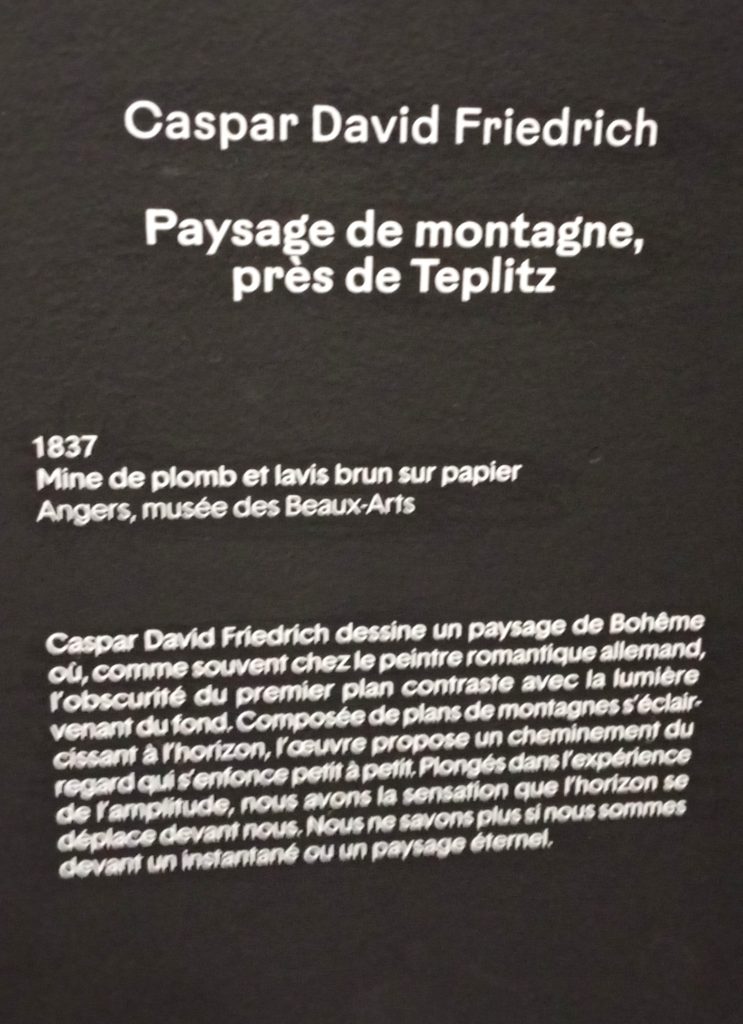 Caspar David Friedrich
Paysage de montagne,
près de Teplitz
1837
Mine de plomb et lavis brun sur papier
Angers, musée des Beaux-Arts
Caspar David Friedrich dessine un paysage de Bohême
où, comme souvent chez le peintre romantique allemand,
l'obscurité du premier plan contraste avec la lumière
venant du fond. Composée de plans de montagnes s'éclair-
cissant à l'horizon, l'œuvre propose un cheminement du
regard qui s'enfonce petit à petit. Plongés dans l'expérience
de l'amplitude, nous avons la sensation que l'horizon se
déplace devant nous. Nous ne savons plus si nous sommes
devant un instantané ou un paysage éternel.